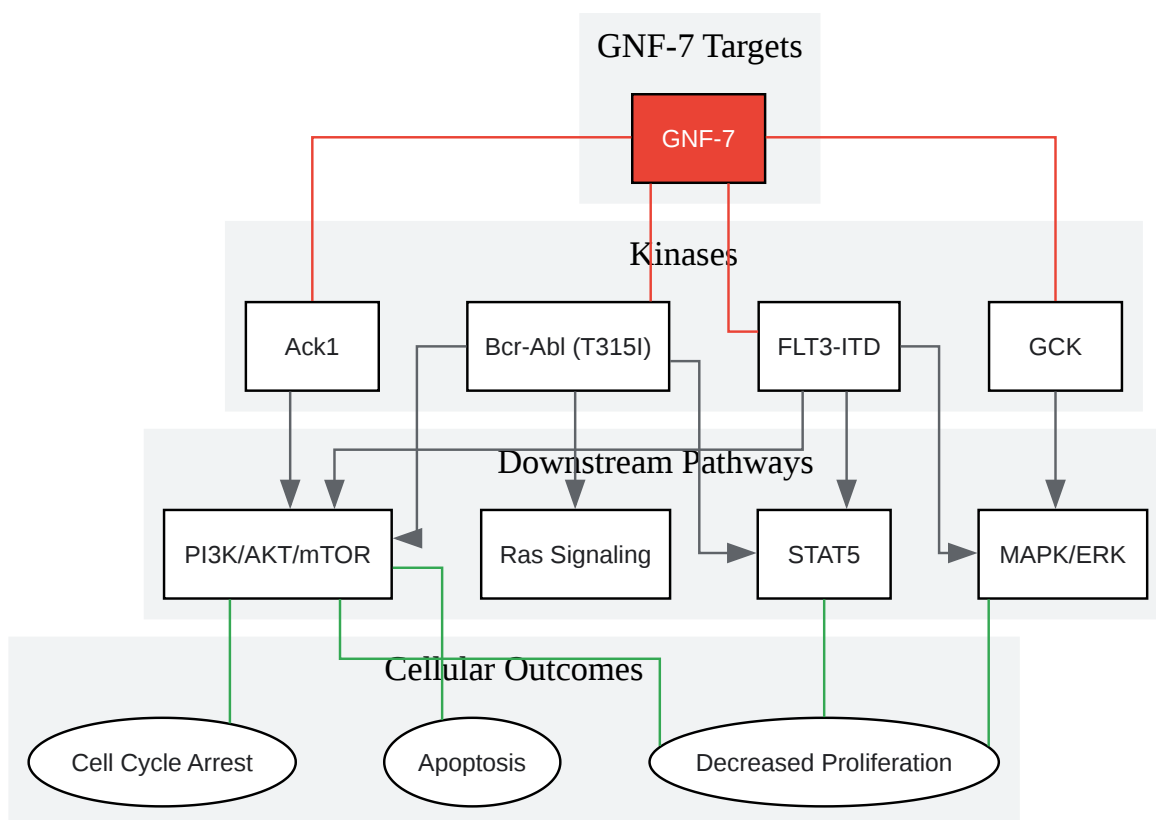 GNF-7 Targets
GNF-7
Kinases
Ack1
Bcr-Abl (T315I)
FLT3-ITD
GCK
Downstream Pathways
PI3K/AKT/mTOR
Ras Signaling
STAT5
MAPK/ERK
Cellular Outcomes
Cell Cycle Arrest
Apoptosis
Decreased Proliferation